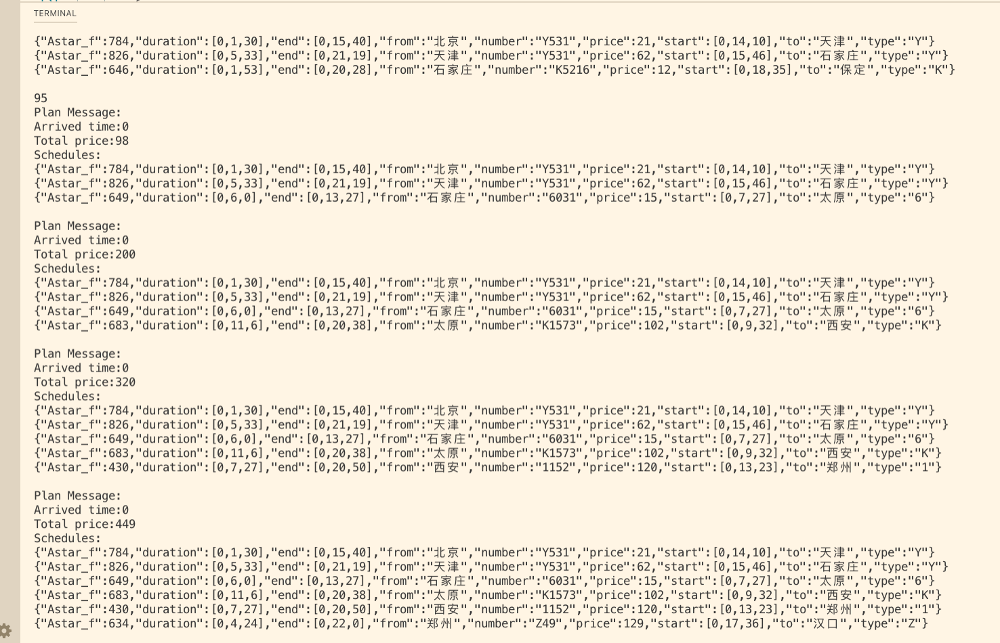 TERMINAL
{"Astar_f":784,"duration":[0,1,30],"end":[0,15,40],"from":"北京","number":"Y531","price":21,"start":[0,14,10],"to":"天津","type":"Y"}
{"Astar_f":826,"duration":[0,5,33],"end":[0,21,19],"from":"天津","number":"Y531","price":62,"start":[0,15,46],"to":"石家庄","type":"Y"}
{"Astar_f":646,"duration":[0,1,53],"end":[0,20,28],"from":"石家庄","number":"K5216","price":12,"start":[0,18,35],"to":"保定","type":"K"}
95
Plan Message:
Arrived time:0
Total price:98
Schedules:
{"Astar_f":784,"duration":[0,1,30],"end":[0,15,40],"from":"北京","number":"Y531","price":21,"start":[0,14,10],"to":"天津","type":"Y"}
{"Astar_f":826,"duration":[0,5,33],"end":[0,21,19],"from":"天津","number":"Y531","price":62,"start":[0,15,46],"to":"石家庄","type":"Y"}
{"Astar_f":649,"duration":[0,6,0],"end":[0,13,27],"from":"石家庄","number":"6031","price":15,"start":[0,7,27],"to":"太原","type":"6"}
Plan Message:
Arrived time:0
Total price:200
Schedules:
{"Astar_f":784,"duration":[0,1,30],"end":[0,15,40],"from":"北京","number":"Y531","price":21,"start":[0,14,10],"to":"天津","type":"Y"}
{"Astar_f":826,"duration":[0,5,33],"end":[0,21,19],"from":"天津","number":"Y531","price":62,"start":[0,15,46],"to":"石家庄","type":"Y"}
{"Astar_f":649,"duration":[0,6,0],"end":[0,13,27],"from":"石家庄","number":"6031","price":15,"start":[0,7,27],"to":"太原","type":"6"}
{"Astar_f":683,"duration":[0,11,6],"end":[0,20,38],"from":"太原","number":"K1573","price":102,"start":[0,9,32],"to":"西安","type":"K"}
Plan Message:
Arrived time:0
Total price:320
Schedules:
{"Astar_f":784,"duration":[0,1,30],"end":[0,15,40],"from":"北京","number":"Y531","price":21,"start":[0,14,10],"to":"天津","type":"Y"}
{"Astar_f":826,"duration":[0,5,33],"end":[0,21,19],"from":"天津","number":"Y531","price":62,"start":[0,15,46],"to":"石家庄","type":"Y"}
{"Astar_f":649,"duration":[0,6,0],"end":[0,13,27],"from":"石家庄","number":"6031","price":15,"start":[0,7,27],"to":"太原","type":"6"}
{"Astar_f":683,"duration":[0,11,6],"end":[0,20,38],"from":"太原","number":"K1573","price":102,"start":[0,9,32],"to":"西安","type":"K"}
{"Astar_f":430,"duration":[0,7,27],"end":[0,20,50],"from":"西安","number":"1152","price":120,"start":[0,13,23],"to":"郑州","type":"1"}
Plan Message:
Arrived time:0
Total price:449
Schedules:
{"Astar_f":784,"duration":[0,1,30],"end":[0,15,40],"from":"北京","number":"Y531","price":21,"start":[0,14,10],"to":"天津","type":"Y"}
{"Astar_f":826,"duration":[0,5,33],"end":[0,21,19],"from":"天津","number":"Y531","price":62,"start":[0,15,46],"to":"石家庄","type":"Y"}
{"Astar_f":649,"duration":[0,6,0],"end":[0,13,27],"from":"石家庄","number":"6031","price":15,"start":[0,7,27],"to":"太原","type":"6"}
{"Astar_f":683,"duration":[0,11,6],"end":[0,20,38],"from":"太原","number":"K1573","price":102,"start":[0,9,32],"to":"西安","type":"K"}
{"Astar_f":430,"duration":[0,7,27],"end":[0,20,50],"from":"西安","number":"1152","price":120,"start":[0,13,23],"to":"郑州","type":"1"}
{"Astar_f":634,"duration":[0,4,24],"end":[0,22,0],"from":"郑州","number":"Z49","price":129,"start":[0,17,36],"to":"汉口","type":"Z"}